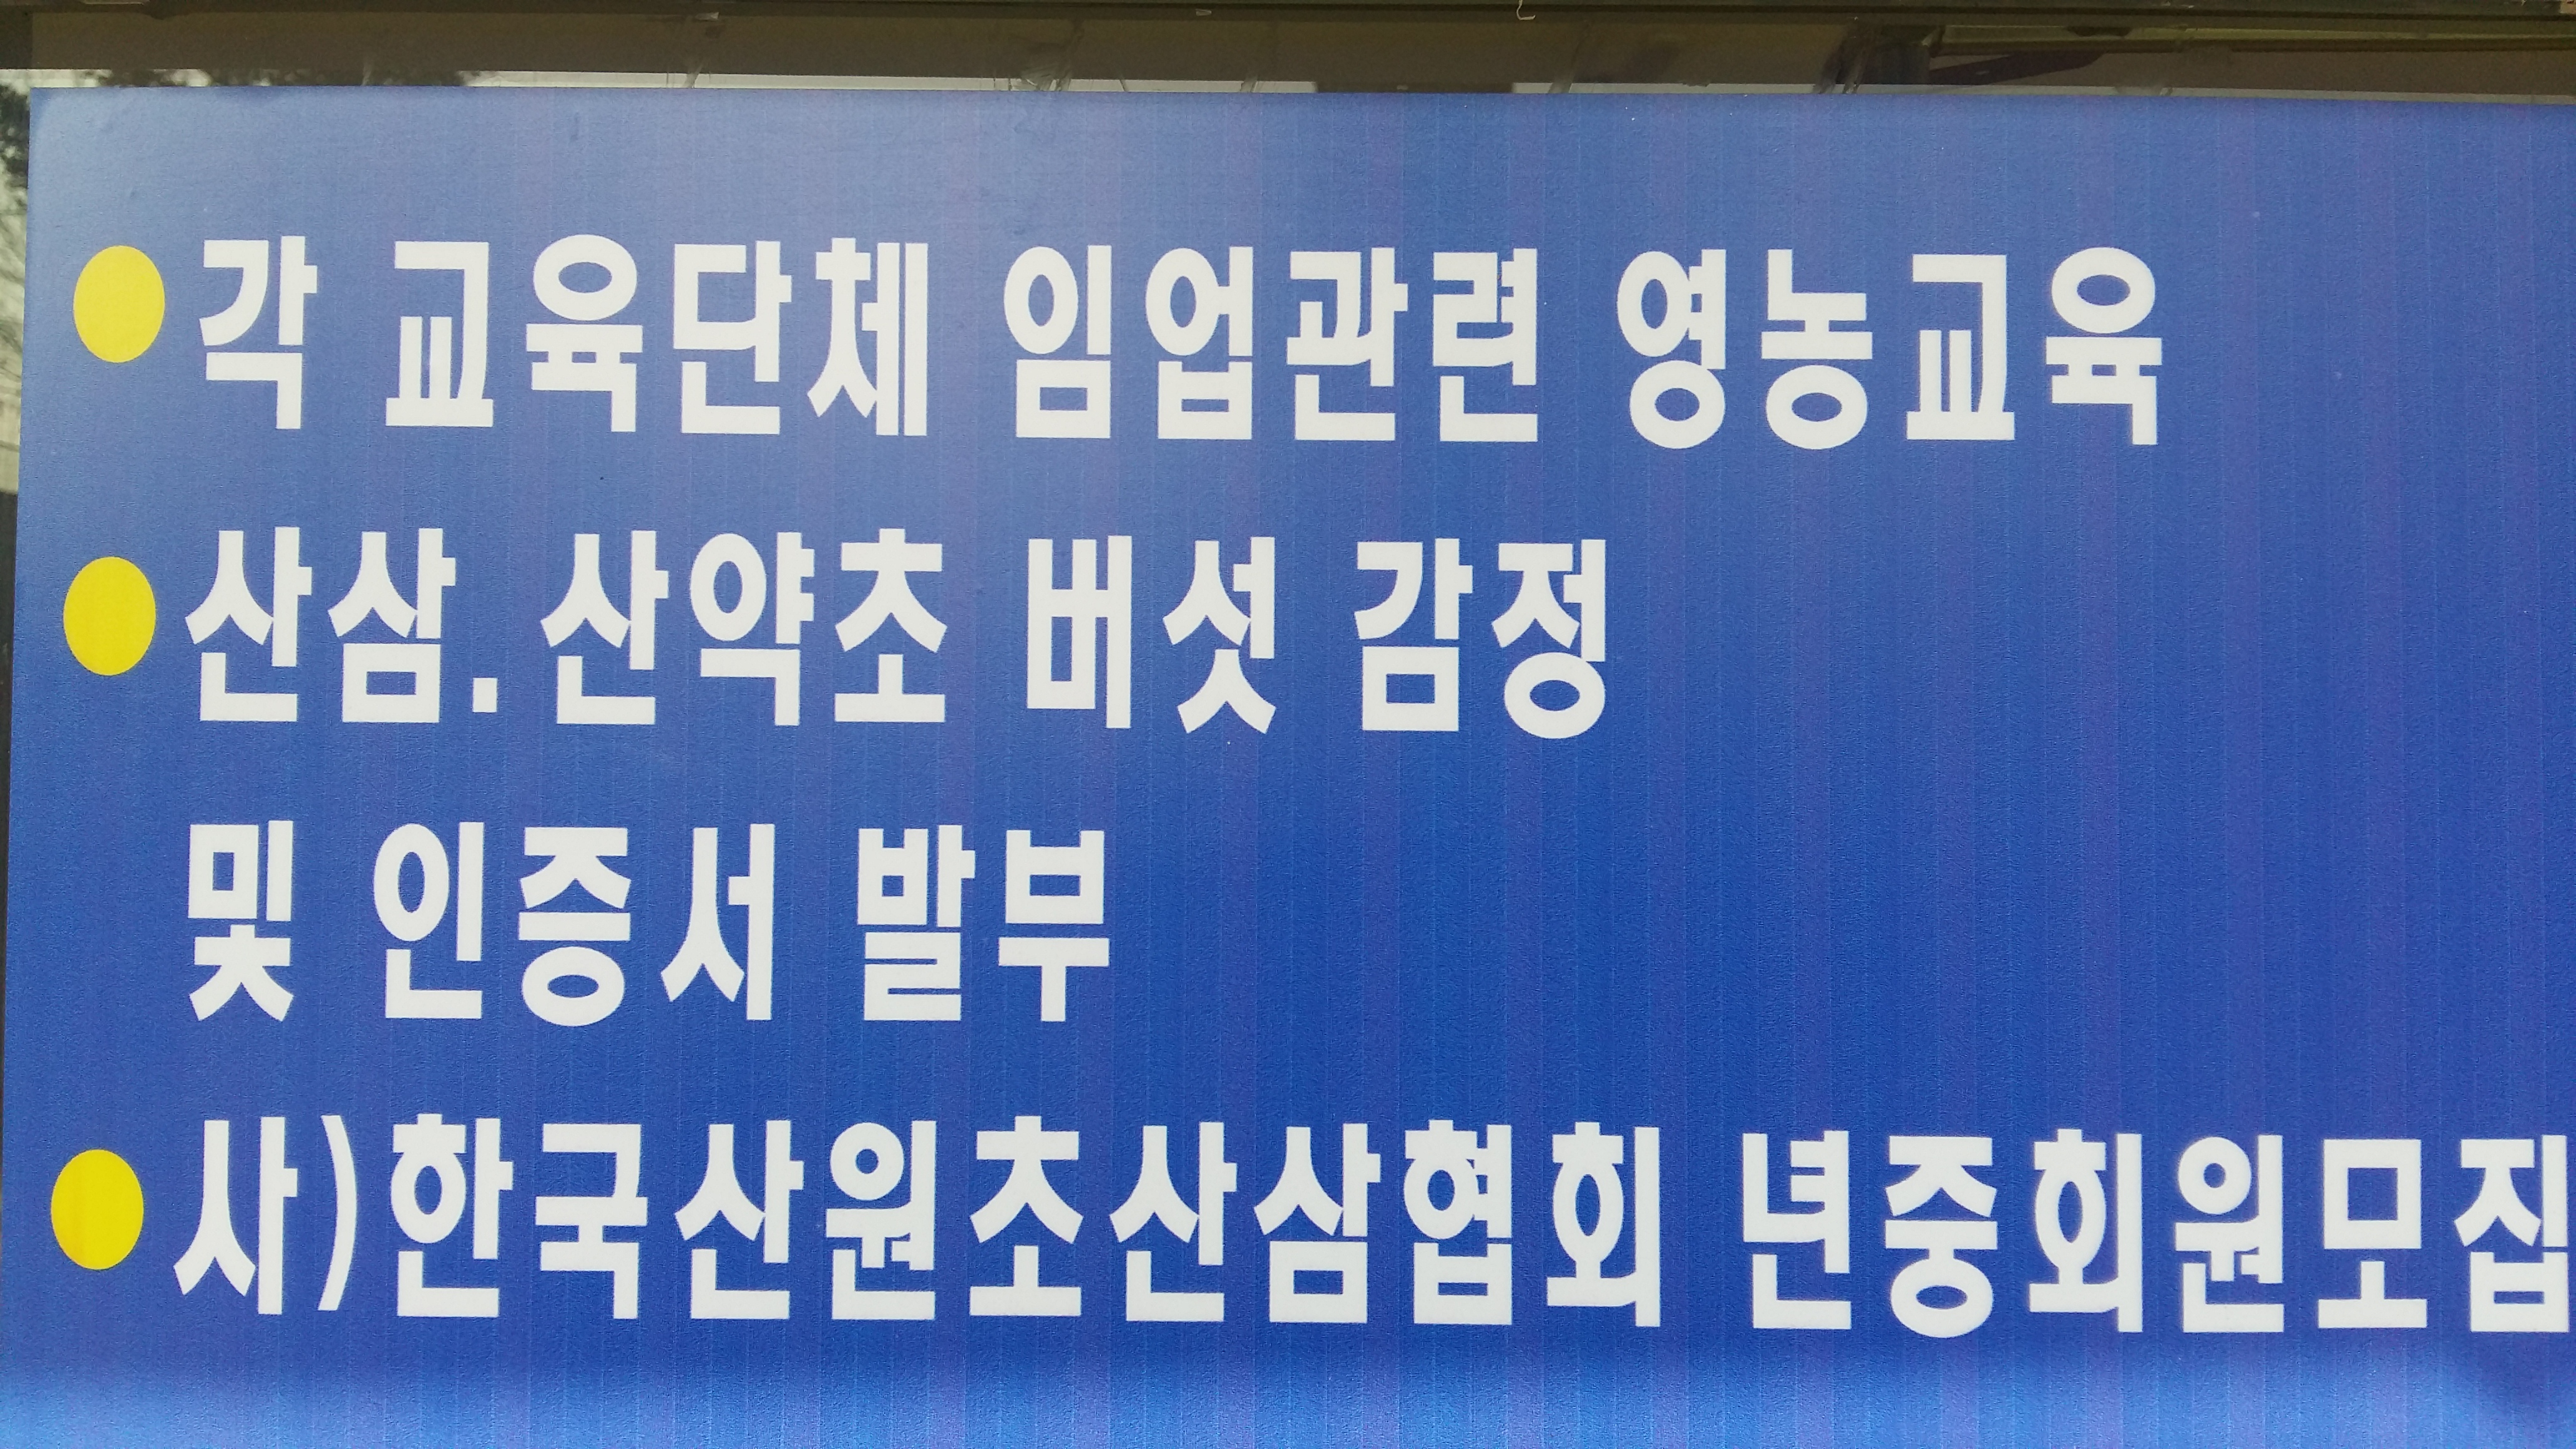 ● 각 교육단체 임업관련 영농교육
● 산삼. 산약초 버섯 감정
및 인증서 발부
● 사)한국산원초산삼협회 년중회원모집